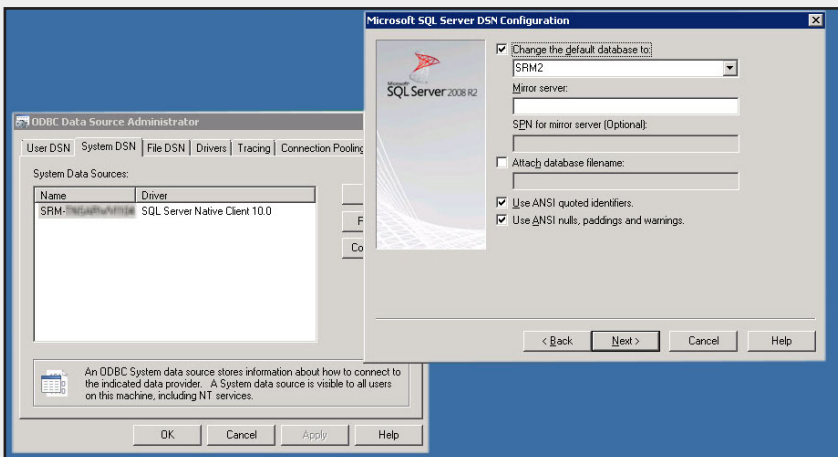 Microsoft SQL Server DSN Configuration
Change the default database to:
SRM2
Mirror server:
SPN for mirror server (Optional):
Attach database filename:
Use ANSI quoted identifiers.
Use ANSI nulls, paddings and warnings.
Microsoft
SQL Server 2008 R2
< Back
Next >
Cancel
Help
ODBC Data Source Administrator
User DSN
System DSN
File DSN
Drivers
Tracing
Connection Pooling
System Data Sources:
Name
Driver
SRM-
SQL Server Native Client 10.0
F
Co
An ODBC System data source stores information about how to connect to
the indicated data provider. A System data source is visible to all users
on this machine, including NT services.
OK
Cancel
Apply
Help